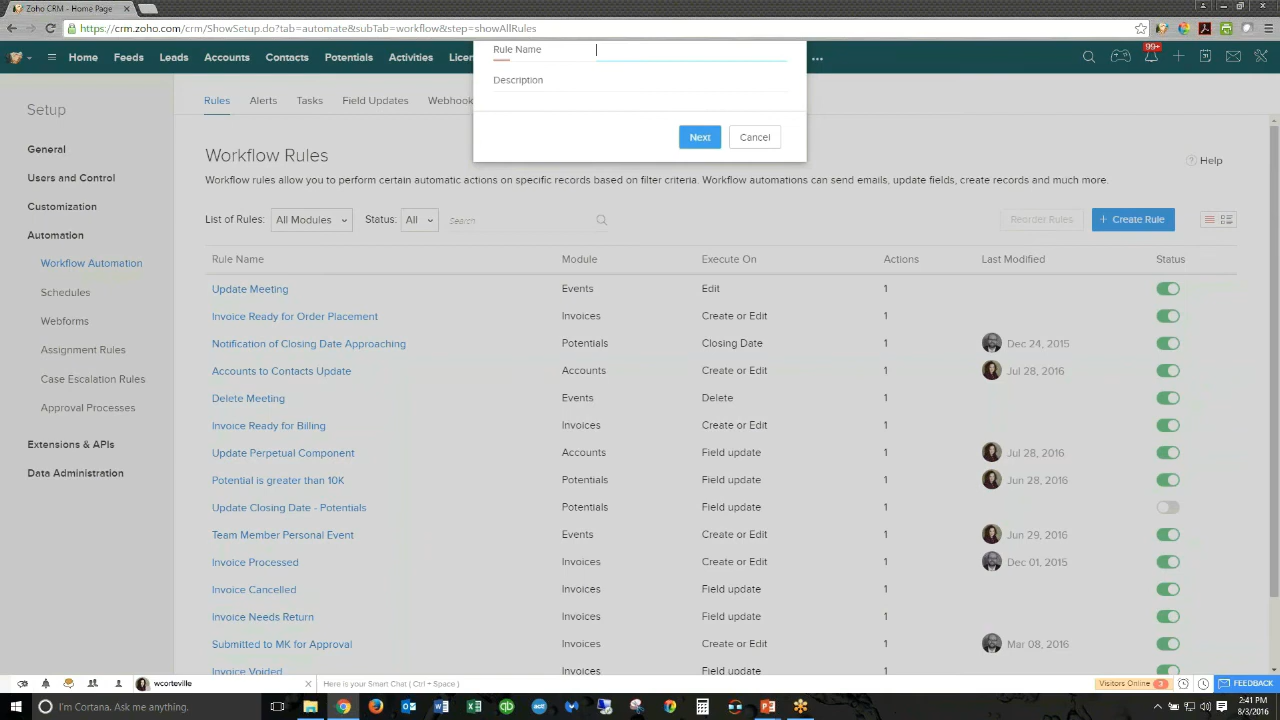 Zoho CRM - Home Page
https://crm.zoho.com/crm/ShowSetup.do?tab=automate&subTab=workflow&step=showAllRules
Home Feeds Leads Accounts Contacts Potentials Activities 99+
Rule Name
Description
Next Cancel
Setup
General
Users and Control
Customization
Automation
Workflow Automation
Schedules
Webforms
Assignment Rules
Case Escalation Rules
Approval Processes
Extensions & APIs
Data Administration
Rules Alerts Tasks Field Updates
Workflow Rules
Help
Workflow rules allow you to perform certain automatic actions on specific records based on filter criteria. Workflow automations can send emails, update fields, create records and much more.
List of Rules: All Modules Status: All Search Reorder Rules + Create Rule
Rule Name Module Execute On Actions Last Modified Status
Update Meeting Events Edit 1
Invoice Ready for Order Placement Invoices Create or Edit 1
Notification of Closing Date Approaching Potentials Closing Date 1 Dec 24, 2015
Accounts to Contacts Update Accounts Create or Edit 1 Jul 28, 2016
Delete Meeting Events Delete 1
Invoice Ready for Billing Invoices Create or Edit 1
Update Perpetual Component Accounts Field update 1 Jul 28, 2016
Potential is greater than 10K Potentials Field update 1 Jun 28, 2016
Update Closing Date - Potentials Potentials Field update 1
Team Member Personal Event Events Create or Edit 1 Jun 29, 2016
Invoice Processed Invoices Create or Edit 1 Dec 01, 2015
Invoice Cancelled Invoices Field update 1
Invoice Needs Return Invoices Field update 1
Submitted to MK for Approval Invoices Create or Edit 1 Mar 08, 2016
Invoice Voided Invoices Field update 1
wcorteville Here is your Smart Chat ( Ctrl + Space ) Visitors Online 3 FEEDBACK
I'm Cortana. Ask me anything.
2:41 PM
8/3/2016